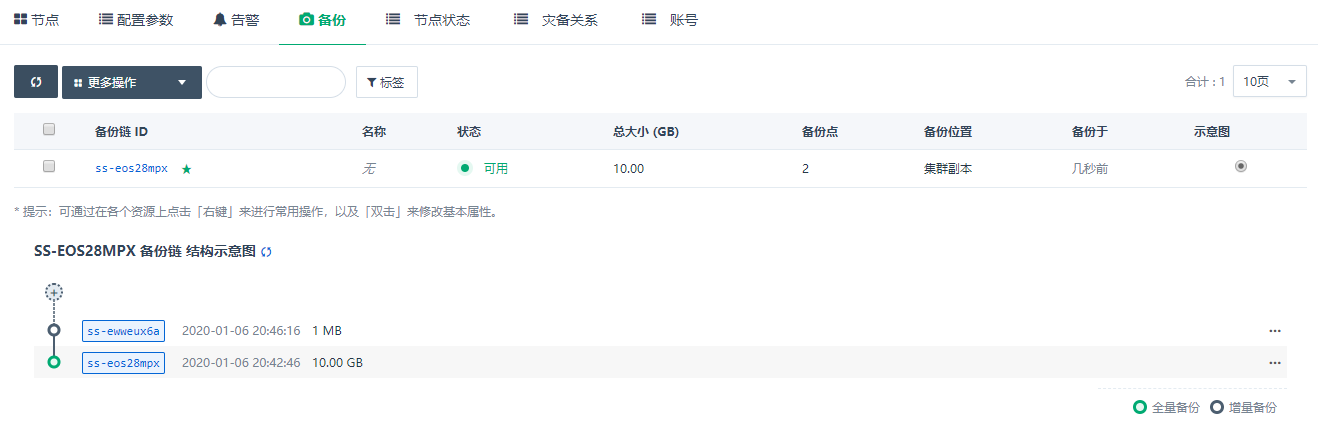 节点 配置参数 告警 备份 节点状态 灾备关系 账号
更多操作 标签 合计 : 1 10页
备份链 ID 名称 状态 总大小 (GB) 备份点 备份位置 备份于 示意图
ss-eos28mpx 无 可用 10.00 2 集群副本 几秒前
* 提示：可通过在各个资源上点击「右键」来进行常用操作，以及「双击」来修改基本属性。
SS-EOS28MPX 备份链 结构示意图
ss-ewweux6a 2020-01-06 20:46:16 1 MB
ss-eos28mpx 2020-01-06 20:42:46 10.00 GB
全量备份 增量备份